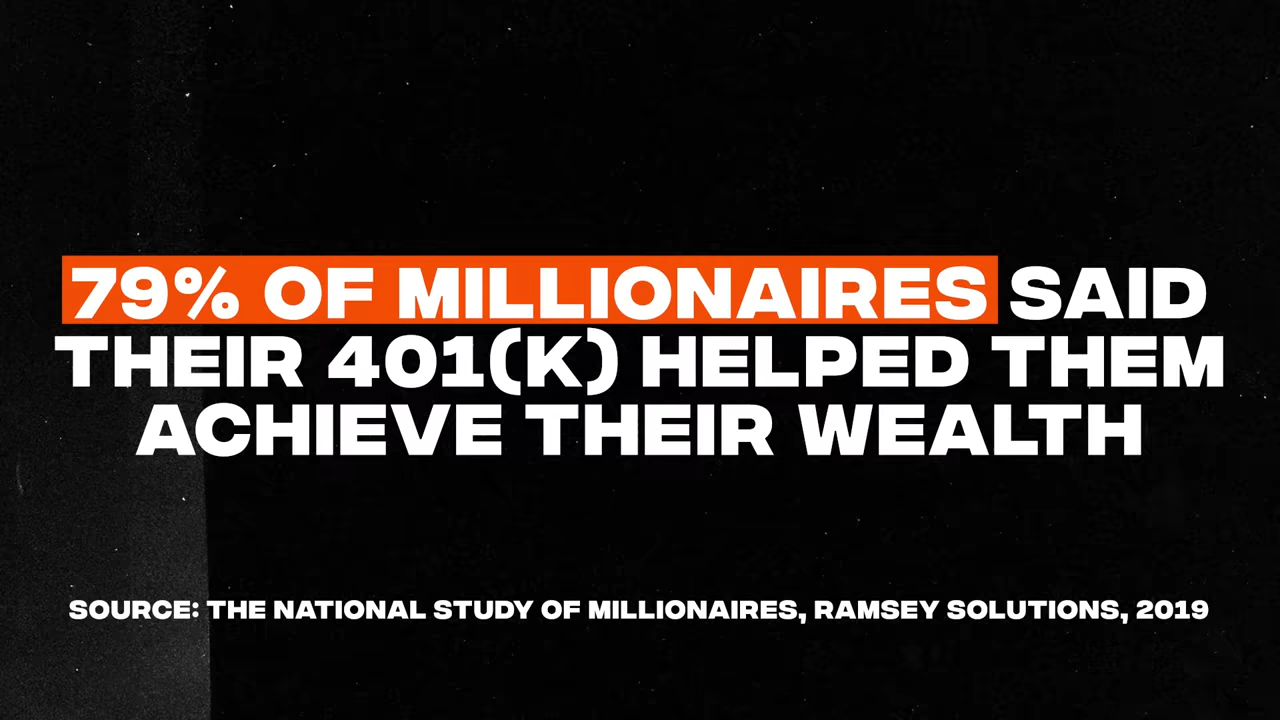 79% OF MILLIONAIRES SAID
THEIR 401(K) HELPED THEM
ACHIEVE THEIR WEALTH
SOURCE: THE NATIONAL STUDY OF MILLIONAIRES, RAMSEY SOLUTIONS, 2019